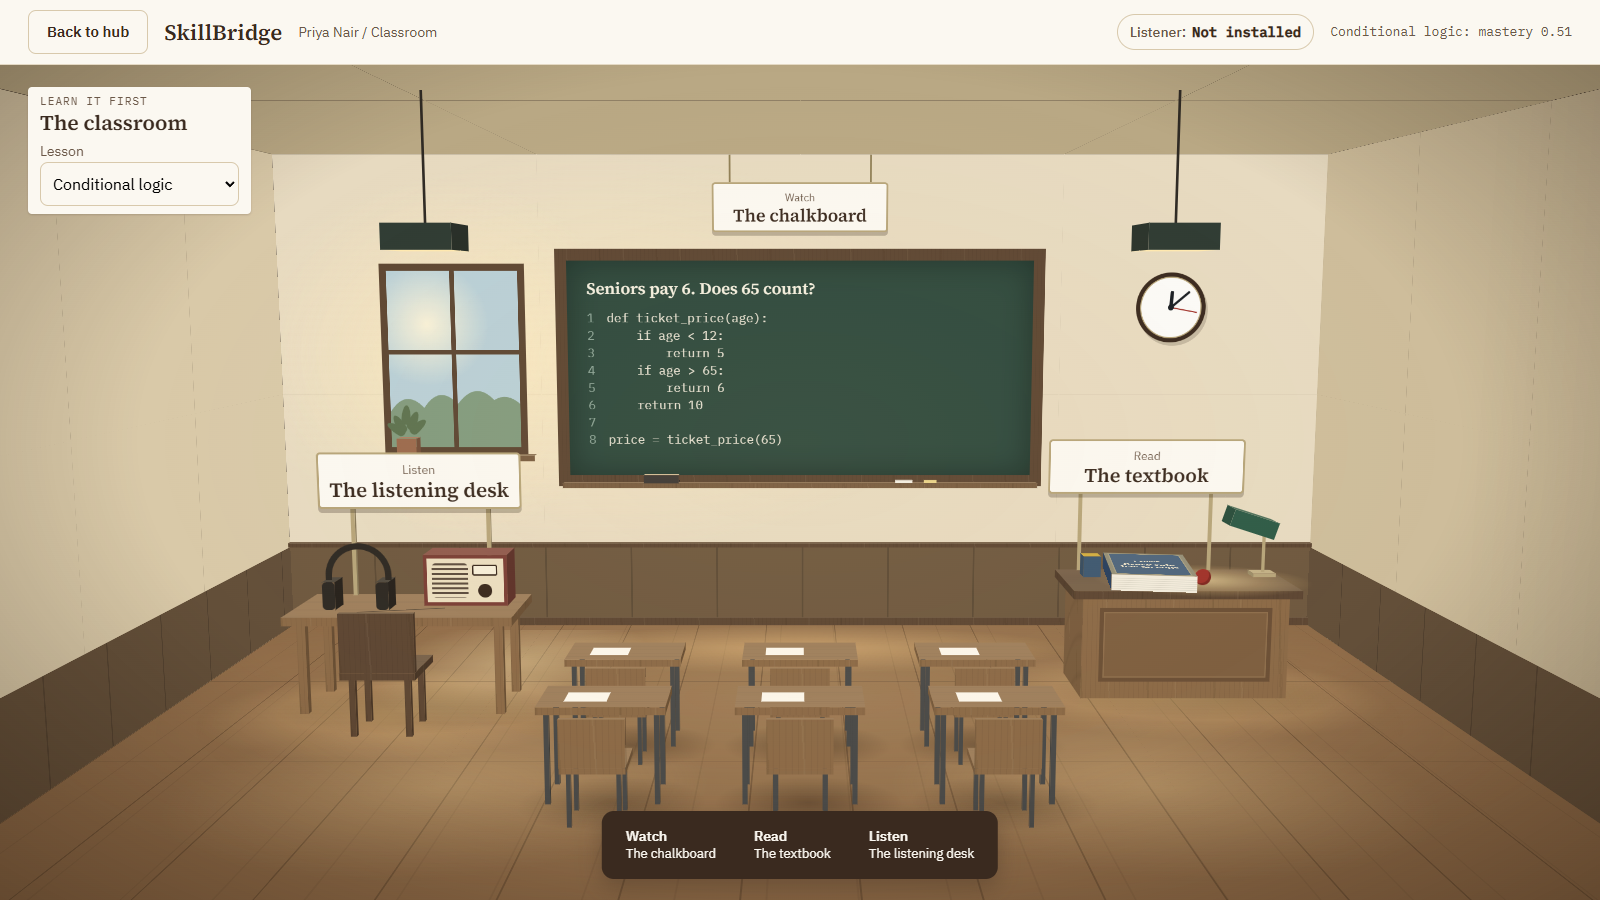 Back to hub
SkillBridge
Priya Nair / Classroom
Listener: Not installed
Conditional logic: mastery 0.51
LEARN IT FIRST
The classroom
Lesson
Conditional logic
Watch
The chalkboard
Seniors pay 6. Does 65 count?
1 def ticket_price(age):
2     if age < 12:
3         return 5
4     if age > 65:
5         return 6
6     return 10
7
8 price = ticket_price(65)
Listen
The listening desk
Read
The textbook
Watch
The chalkboard
Read
The textbook
Listen
The listening desk